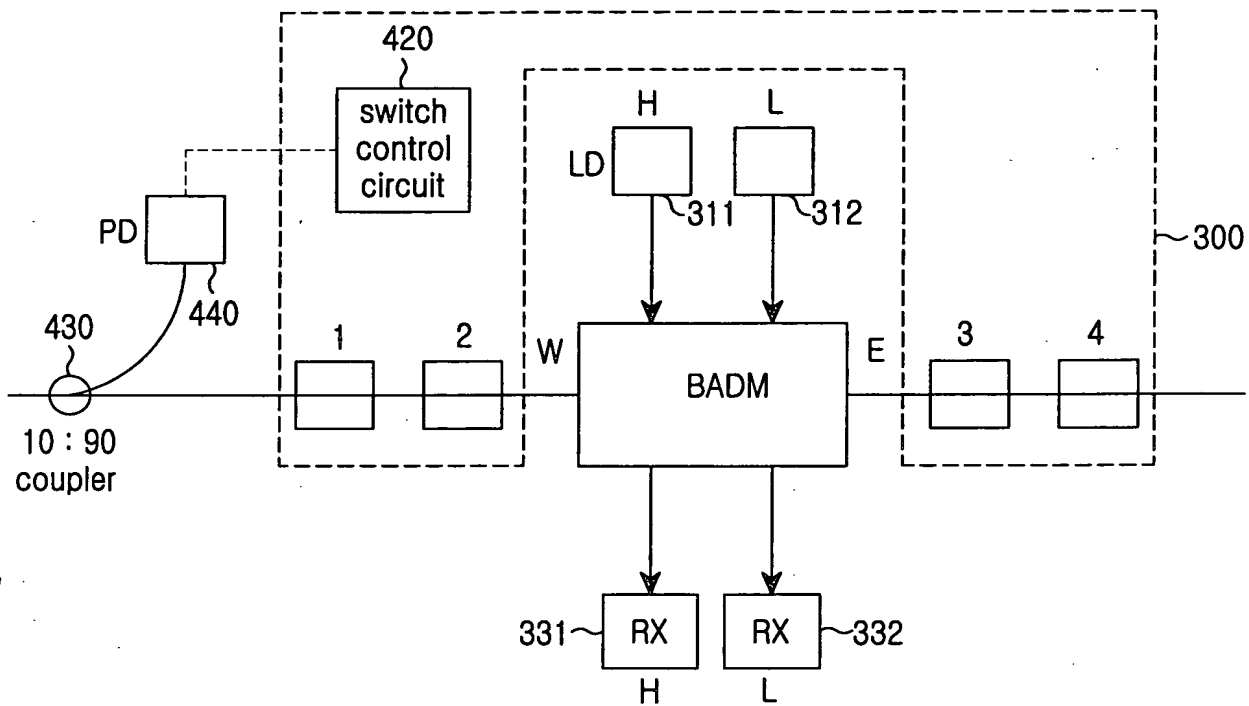 420
switch
control
circuit
H
L
LD
311
312
PD
440
300
430
1
2
W
E
3
4
BADM
10 : 90
coupler
331
RX
RX
332
H
L